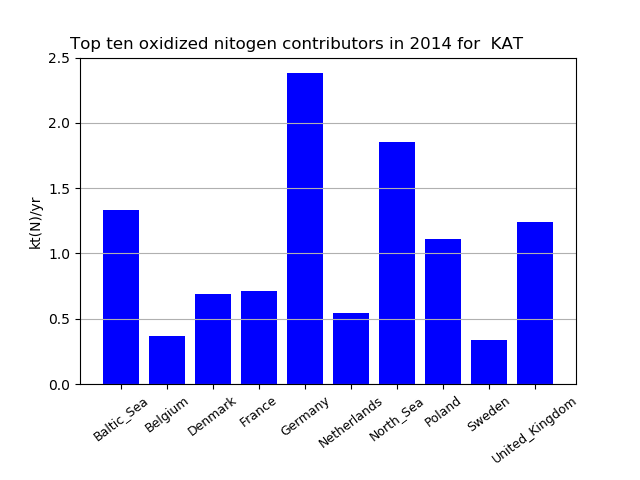 Top ten oxidized nitogen contributors in 2014 for  KAT
kt(N)/yr
2.5
2.0
1.5
1.0
0.5
0.0
Baltic_Sea
Belgium
Denmark
France
Germany
Netherlands
North_Sea
Poland
Sweden
United_Kingdom